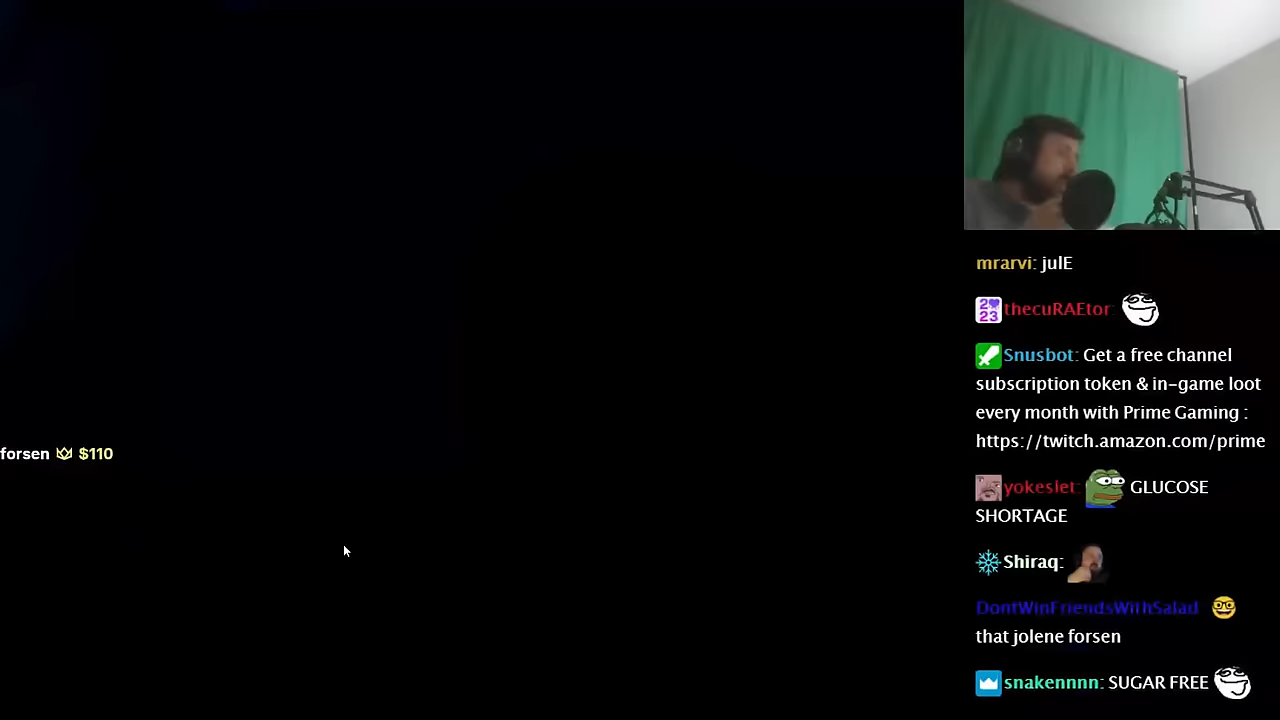 forsen $110
mrarvi: julE
2023 thecuRAEtor:
Snusbot: Get a free channel
subscription token & in-game loot
every month with Prime Gaming :
https://twitch.amazon.com/prime
yokeslet: GLUCOSE
SHORTAGE
Shiraq:
DontWinFriendsWithSalad
that jolene forsen
snakennnn: SUGAR FREE